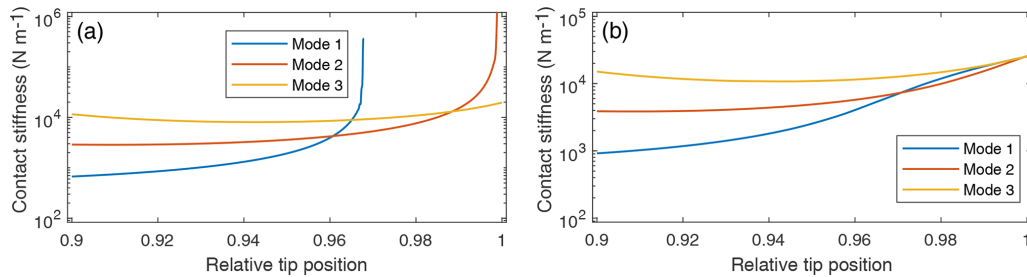 (a)
Contact stiffness (N m-1)
10^6
10^4
10^2
0.9 0.92 0.94 0.96 0.98 1
Relative tip position
Mode 1
Mode 2
Mode 3
(b)
Contact stiffness (N m-1)
10^5
10^4
10^3
10^2
0.9 0.92 0.94 0.96 0.98 1
Relative tip position
Mode 1
Mode 2
Mode 3